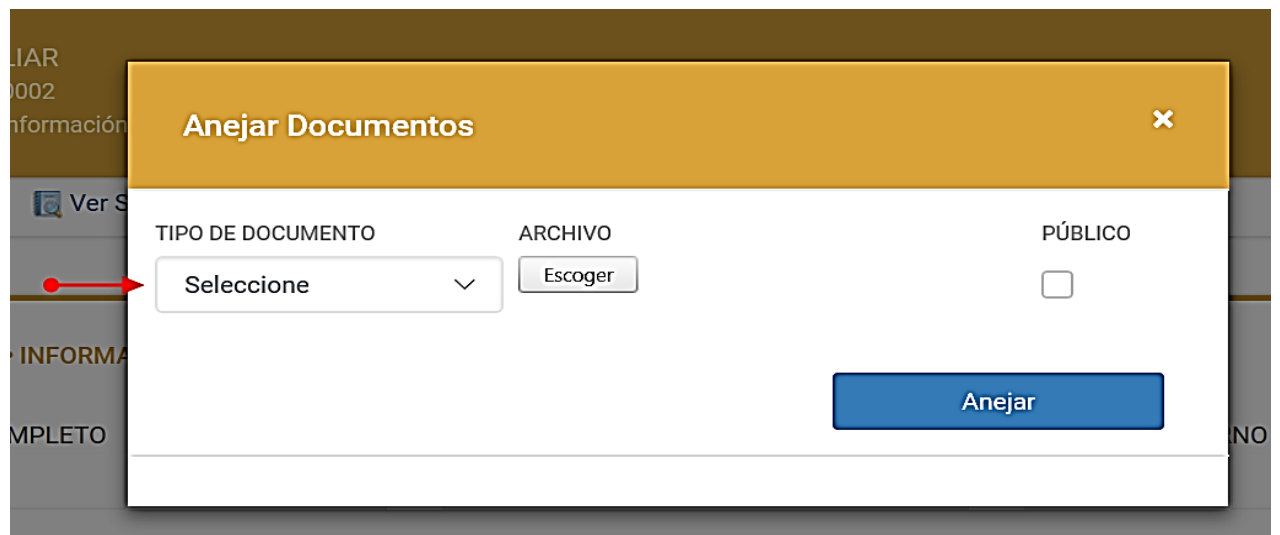 LIAR
0002
nformación
Anejar Documentos
Ver S
TIPO DE DOCUMENTO ARCHIVO PÚBLICO
Seleccione Escoger
INFORMA
Anejar
MPLETO RNO